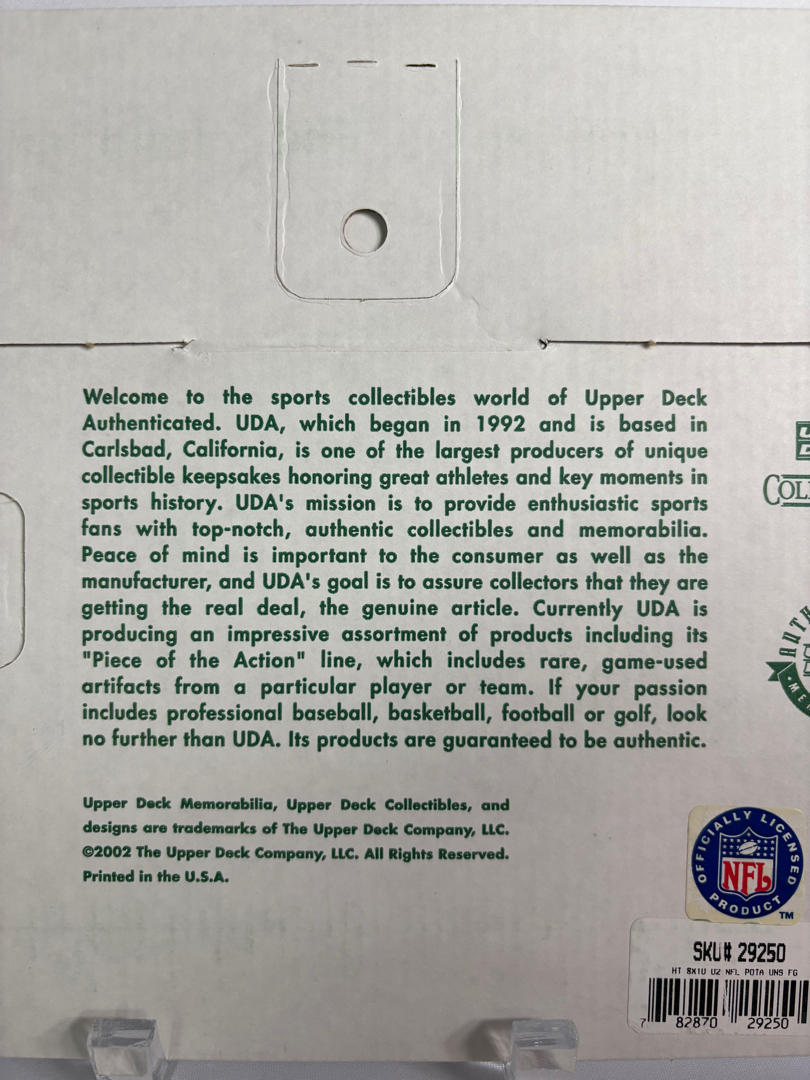 Welcome to the sports collectibles world of Upper Deck
Authenticated. UDA, which began in 1992 and is based in
Carlsbad, California, is one of the largest producers of unique
collectible keepsakes honoring great athletes and key moments in
sports history. UDA's mission is to provide enthusiastic sports
fans with top-notch, authentic collectibles and memorabilia.
Peace of mind is important to the consumer as well as the
manufacturer, and UDA's goal is to assure collectors that they are
getting the real deal, the genuine article. Currently UDA is
producing an impressive assortment of products including its
"Piece of the Action" line, which includes rare, game-used
artifacts from a particular player or team. If your passion
includes professional baseball, basketball, football or golf, look
no further than UDA. Its products are guaranteed to be authentic.
Upper Deck Memorabilia, Upper Deck Collectibles, and
designs are trademarks of The Upper Deck Company, LLC.
©2002 The Upper Deck Company, LLC. All Rights Reserved.
Printed in the U.S.A.
OFFICIALLY LICENSED
NFL
PRODUCT
TM
SKU# 29250
NFL POTA UNS FG
7 82870 29250